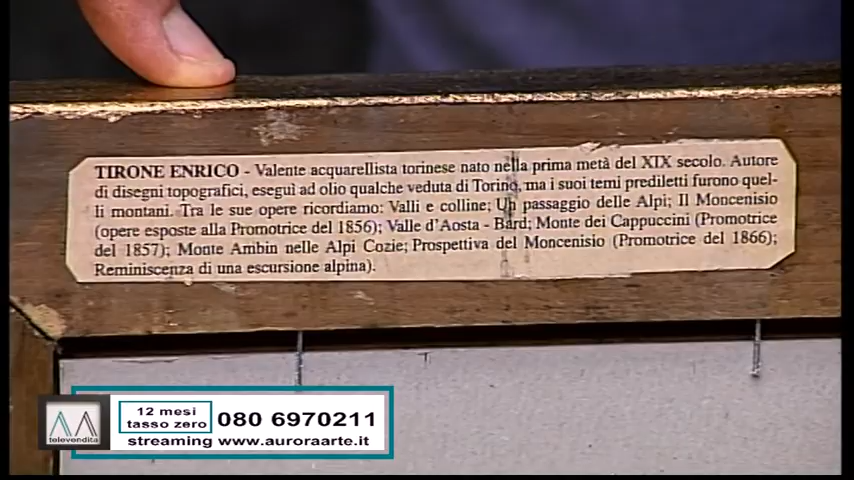 TIRONE ENRICO - Valente acquarellista torinese nato nella prima metà del XIX secolo. Autore
di disegni topografici, eseguì ad olio qualche veduta di Torino, ma i suoi temi prediletti furono quel-
li montani. Tra le sue opere ricordiamo: Valli e colline; Un passaggio delle Alpi; Il Moncenisio
(opere esposte alla Promotrice del 1856); Valle d'Aosta - Bard; Monte dei Cappuccini (Promotrice
del 1857); Monte Ambin nelle Alpi Cozie; Prospettiva del Moncenisio (Promotrice del 1866);
Reminiscenza di una escursione alpina).
televendita
12 mesi
tasso zero
080 6970211
streaming www.auroraarte.it